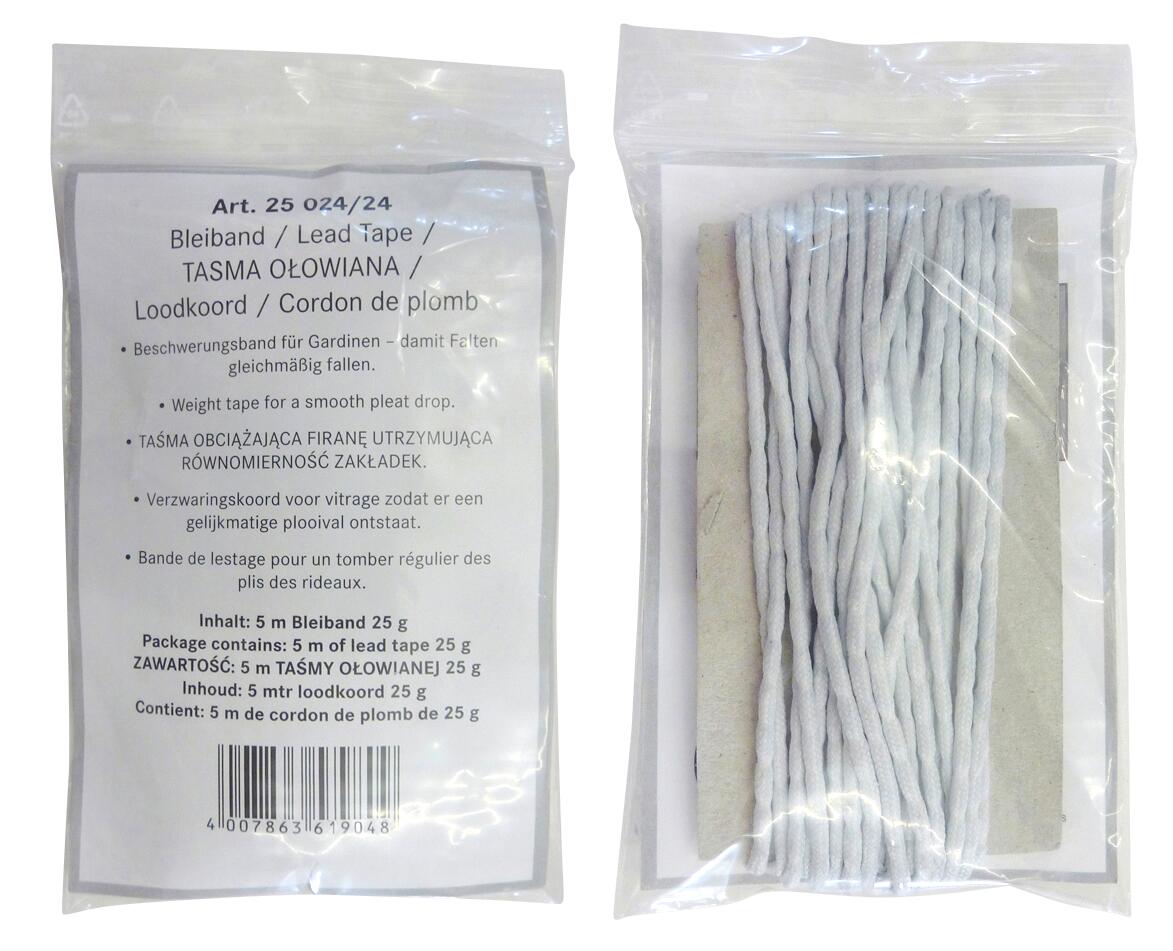 Art. 25 024/24
Bleiband / Lead Tape /
TASMA OŁOWIANA /
Loodkoord / Cordon de plomb
• Beschwerungsband für Gardinen – damit Falten
gleichmäßig fallen.
• Weight tape for a smooth pleat drop.
• TAŚMA OBCIĄŻAJĄCA FIRANĘ UTRZYMUJĄCA
RÓWNOMIERNOŚĆ ZAKŁADEK.
• Verzwaringskoord voor vitrage zodat er een
gelijkmatige plooival ontstaat.
• Bande de lestage pour un tomber régulier des
plis des rideaux.
Inhalt: 5 m Bleiband 25 g
Package contains: 5 m of lead tape 25 g
ZAWARTOŚĆ: 5 m TAŚMY OŁOWIANEJ 25 g
Inhoud: 5 mtr loodkoord 25 g
Contient: 5 m de cordon de plomb de 25 g
4 007863 619048